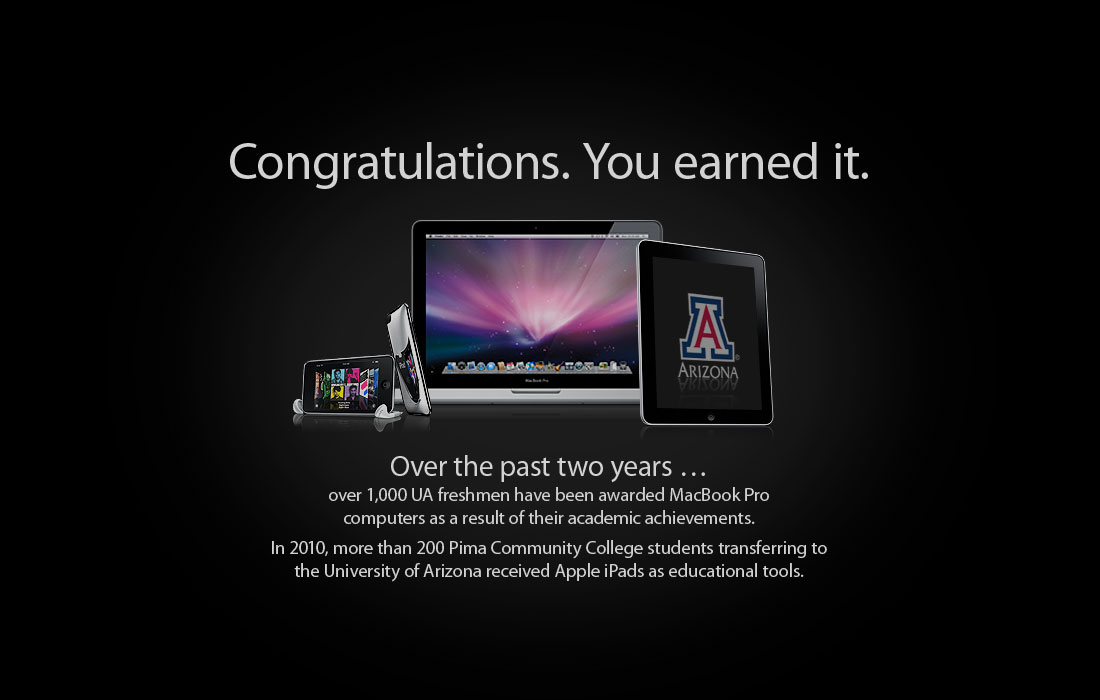 Congratulations. You earned it.
MacBook Pro
ARIZONA
Over the past two years …
over 1,000 UA freshmen have been awarded MacBook Pro
computers as a result of their academic achievements.
In 2010, more than 200 Pima Community College students transferring to
the University of Arizona received Apple iPads as educational tools.